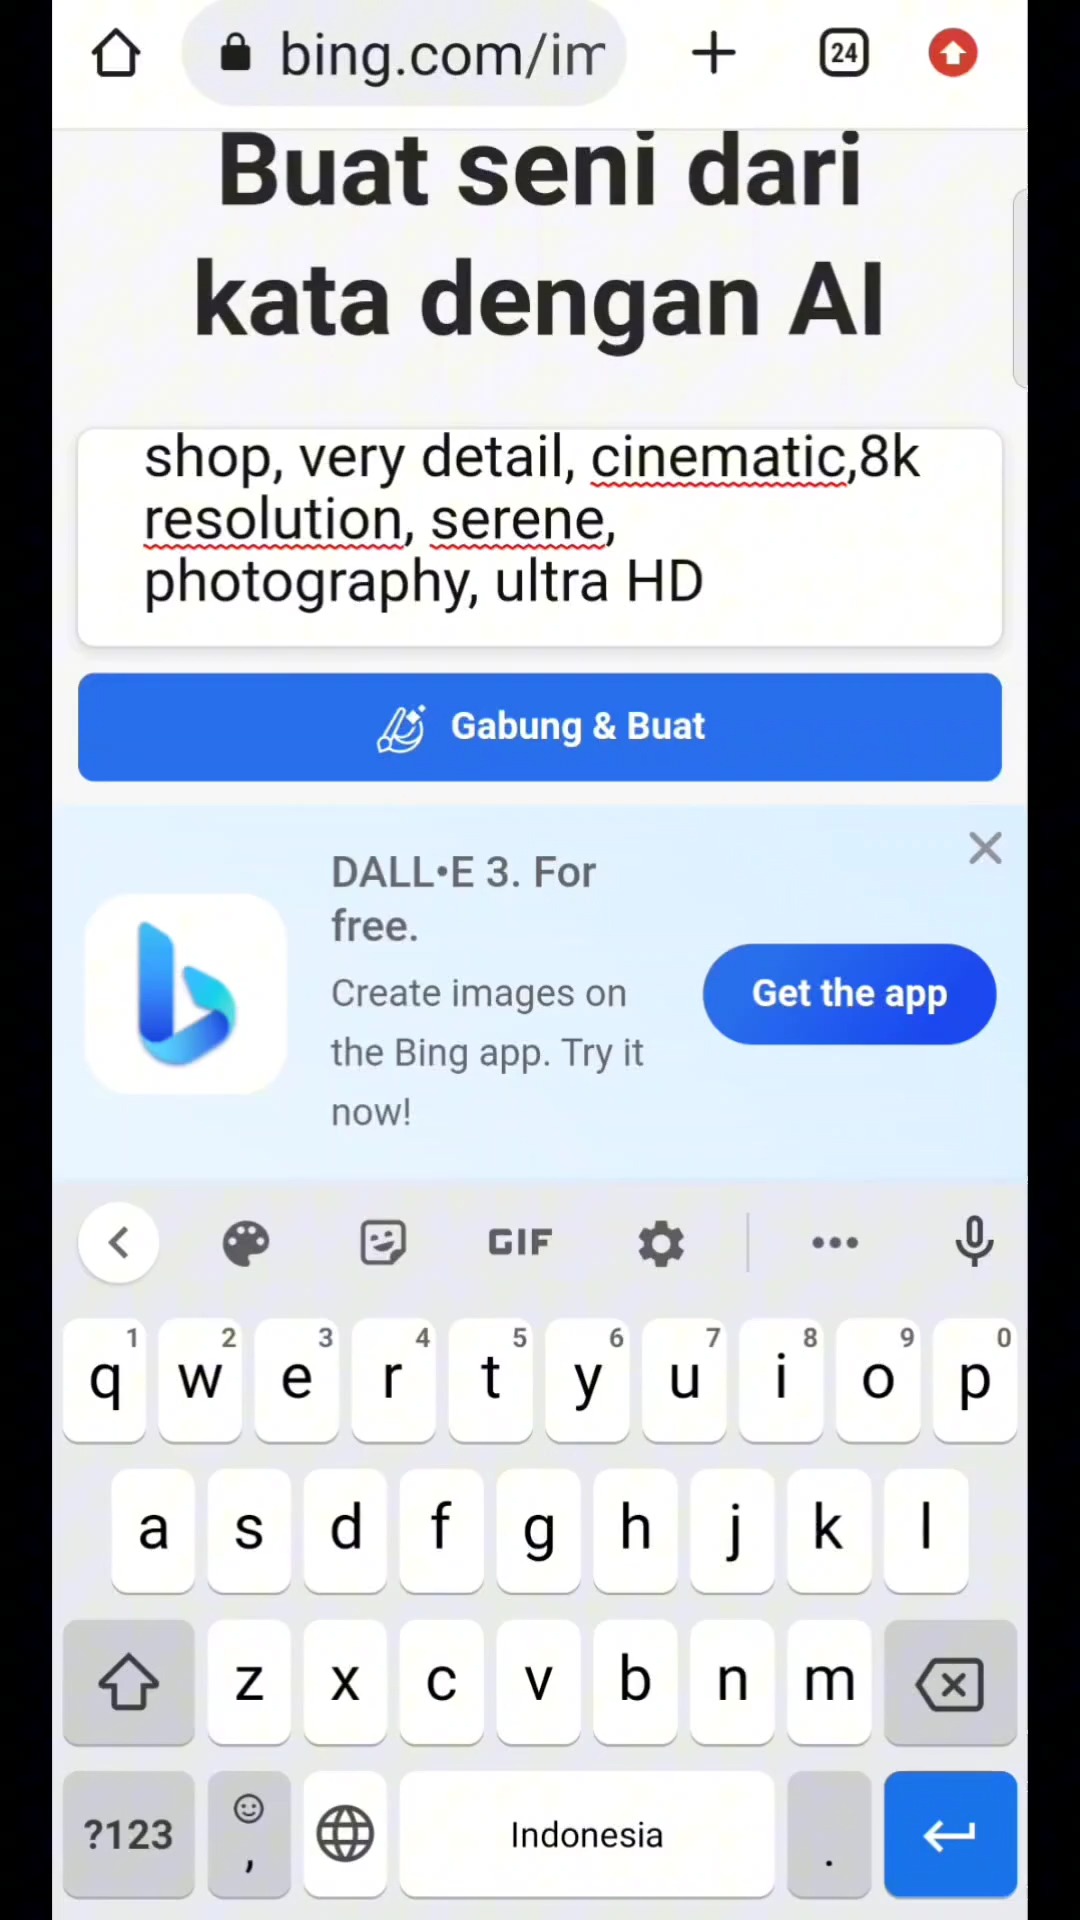 bing.com/im
24
Buat seni dari
kata dengan AI
shop, very detail, cinematic,8k
resolution, serene,
photography, ultra HD
Gabung & Buat
DALL•E 3. For
free.
Create images on
the Bing app. Try it
now!
Get the app
GIF
1 2 3 4 5 6 7 8 9 0
q w e r t y u i o p
a s d f g h j k l
z x c v b n m
?123 , Indonesia .